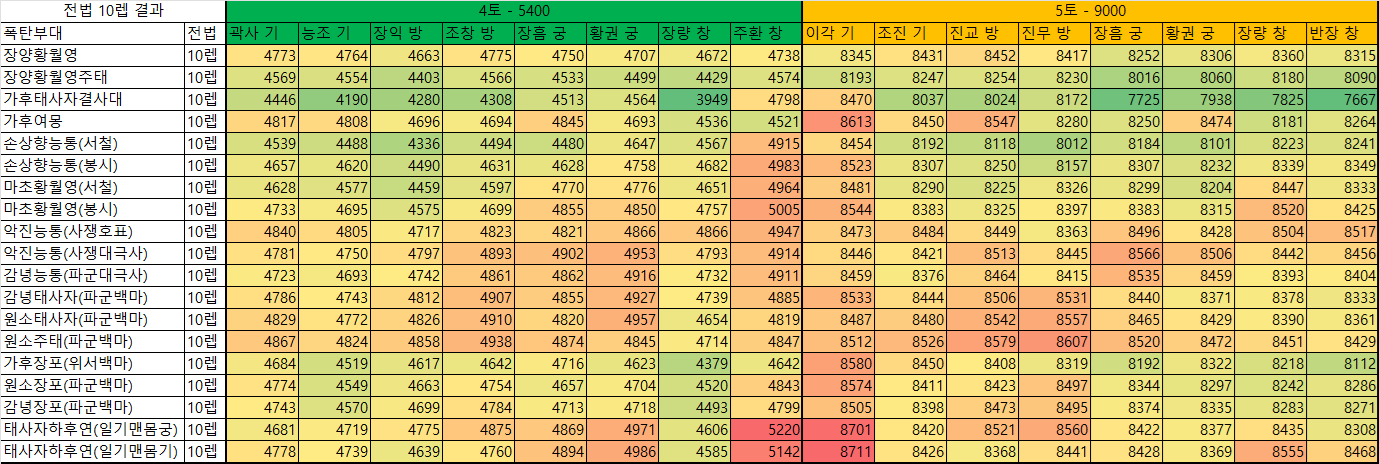 전법 10렙 결과 4토 - 5400 5토 - 9000
폭탄부대 전법 곽사 기 능조 기 장익 방 조창 방 장흠 궁 황권 궁 장량 창 주환 창 이각 기 조진 기 진교 방 진무 방 장흠 궁 황권 궁 장량 창 반장 창
장양황월영 10렙 4773 4764 4663 4775 4750 4707 4672 4738 8345 8431 8452 8417 8252 8306 8360 8315
장양황월영주태 10렙 4569 4554 4403 4566 4533 4499 4429 4574 8193 8247 8254 8230 8016 8060 8180 8090
가후태사자결사대 10렙 4446 4190 4280 4308 4513 4564 3949 4798 8470 8037 8024 8172 7725 7938 7825 7667
가후여몽 10렙 4817 4808 4696 4694 4845 4693 4536 4521 8613 8450 8547 8280 8250 8474 8181 8264
손상향능통(서철) 10렙 4539 4488 4336 4494 4480 4647 4567 4915 8454 8192 8118 8012 8184 8101 8223 8241
손상향능통(봉시) 10렙 4657 4620 4490 4631 4628 4758 4682 4983 8523 8307 8250 8157 8307 8232 8339 8349
마초황월영(서철) 10렙 4628 4577 4459 4597 4770 4776 4651 4964 8481 8290 8225 8326 8299 8204 8447 8333
마초황월영(봉시) 10렙 4733 4695 4575 4699 4855 4850 4757 5005 8544 8383 8325 8397 8383 8315 8520 8425
악진능통(사쟁호표) 10렙 4840 4805 4717 4823 4821 4866 4866 4947 8473 8484 8449 8363 8496 8428 8504 8517
악진능통(사쟁대극사) 10렙 4781 4750 4797 4893 4902 4953 4793 4914 8446 8421 8513 8445 8566 8506 8442 8456
감녕능통(파군대극사) 10렙 4723 4693 4742 4861 4862 4916 4732 4911 8459 8376 8464 8415 8535 8459 8393 8404
감녕태사자(파군백마) 10렙 4786 4743 4812 4907 4855 4927 4739 4885 8533 8444 8506 8531 8440 8371 8378 8333
원소태사자(파군백마) 10렙 4829 4772 4826 4910 4820 4957 4654 4819 8487 8480 8542 8557 8465 8429 8390 8361
원소주태(파군백마) 10렙 4867 4824 4858 4938 4874 4845 4714 4847 8512 8526 8579 8607 8520 8472 8451 8429
가후장포(위서백마) 10렙 4684 4519 4617 4642 4716 4623 4379 4642 8580 8450 8408 8319 8192 8322 8218 8112
원소장포(파군백마) 10렙 4774 4549 4663 4754 4657 4704 4520 4843 8574 8411 8423 8497 8344 8297 8242 8286
감녕장포(파군백마) 10렙 4743 4570 4699 4784 4713 4718 4493 4799 8505 8398 8473 8495 8374 8335 8283 8271
태사자하후연(일기맨몸궁) 10렙 4681 4719 4775 4875 4869 4971 4606 5220 8701 8420 8521 8560 8422 8377 8435 8308
태사자하후연(일기맨몸기) 10렙 4778 4739 4639 4760 4894 4986 4585 5142 8711 8426 8368 8441 8428 8369 8555 8468